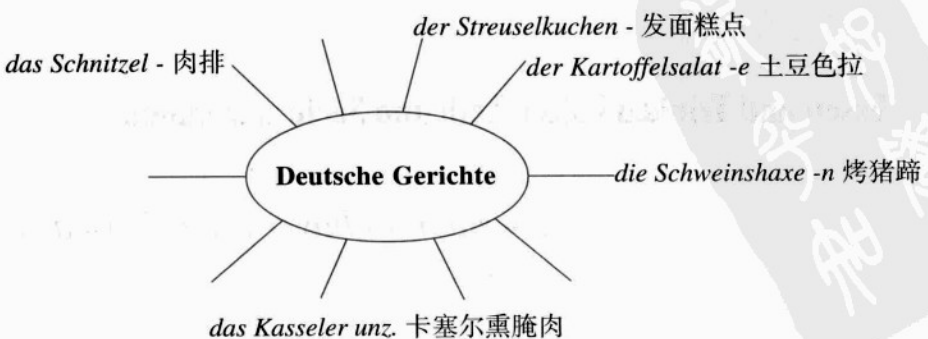 der Streuselkuchen - 发面糕点
das Schnitzel - 肉排
der Kartoffelsalat -e 土豆色拉
Deutsche Gerichte
die Schweinshaxe -n 烤猪蹄
das Kasseler unz. 卡塞尔熏腌肉